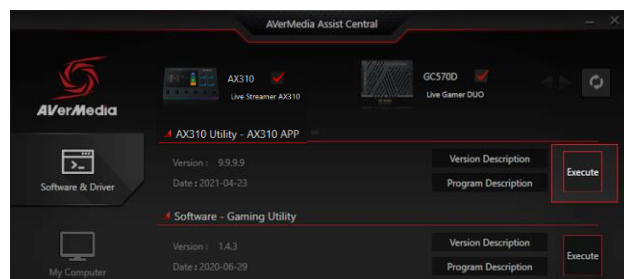 AVerMedia Assist Central
AVerMedia
AX310
Live Streamer AX310
GC570D
Live Gamer DUO
Software & Driver
My Computer
AX310 Utility - AX310 APP
Version : 9.9.9.9
Date : 2021-04-23
Version Description
Program Description
Execute
Software - Gaming Utility
Version : 1.4.3
Date : 2020-06-29
Version Description
Program Description
Execute